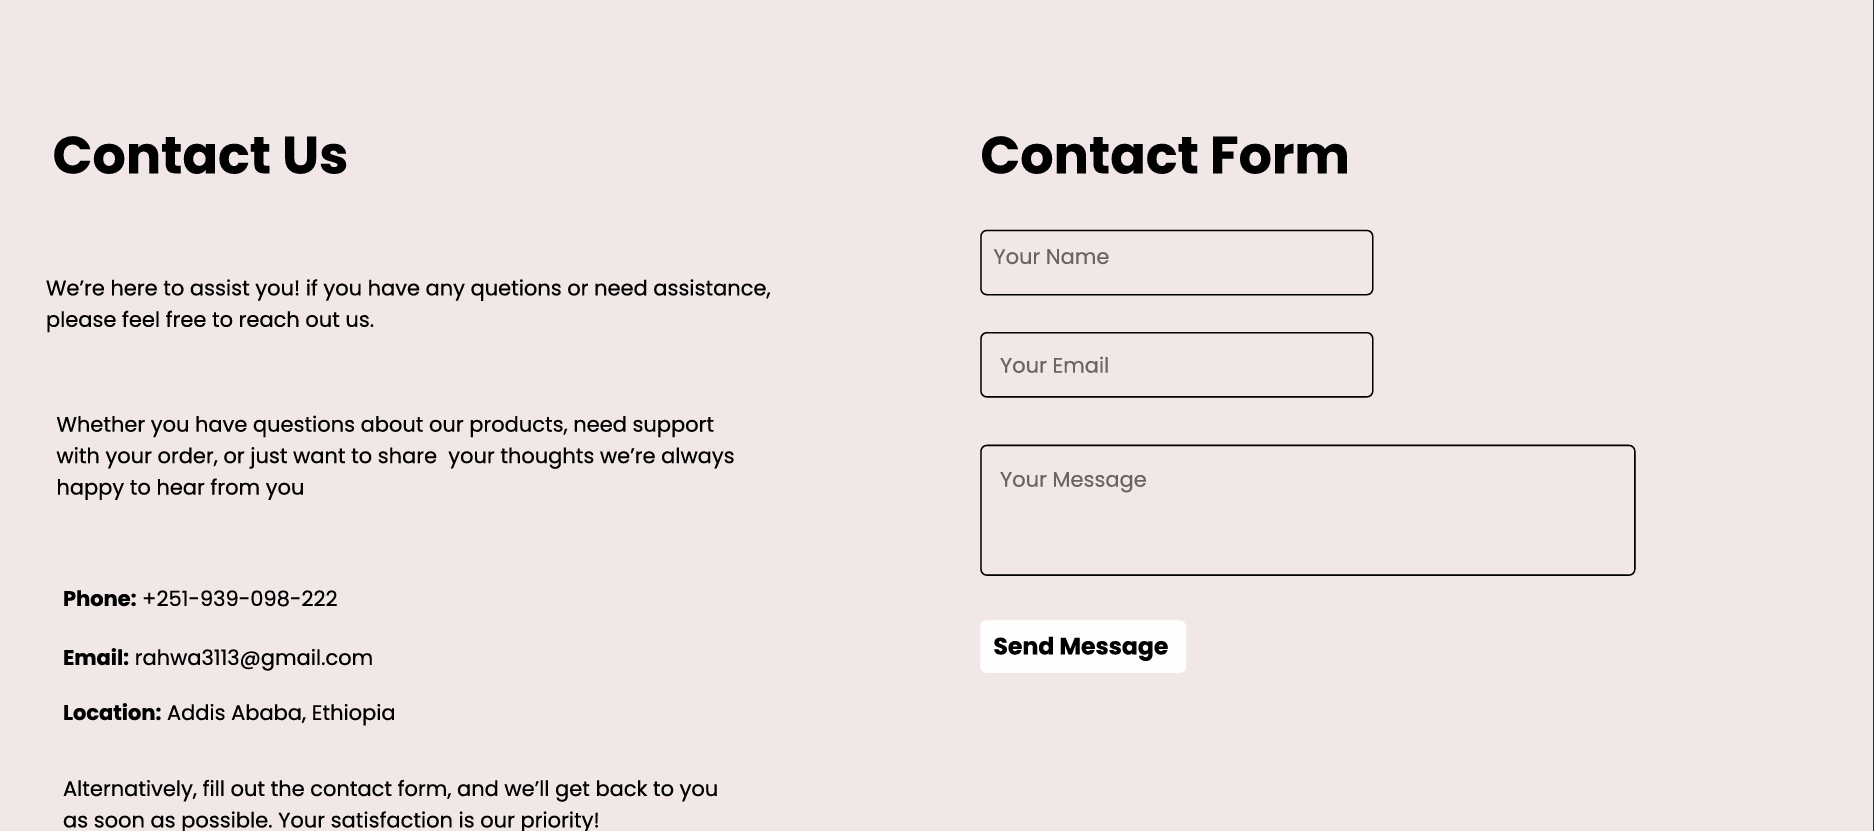 Contact Us
We’re here to assist you! if you have any quetions or need assistance,
please feel free to reach out us.
Whether you have questions about our products, need support
with your order, or just want to share  your thoughts we’re always
happy to hear from you
Phone: +251-939-098-222
Email: rahwa3113@gmail.com
Location: Addis Ababa, Ethiopia
Alternatively, fill out the contact form, and we’ll get back to you
as soon as possible. Your satisfaction is our priority!
Contact Form
Your Name
Your Email
Your Message
Send Message